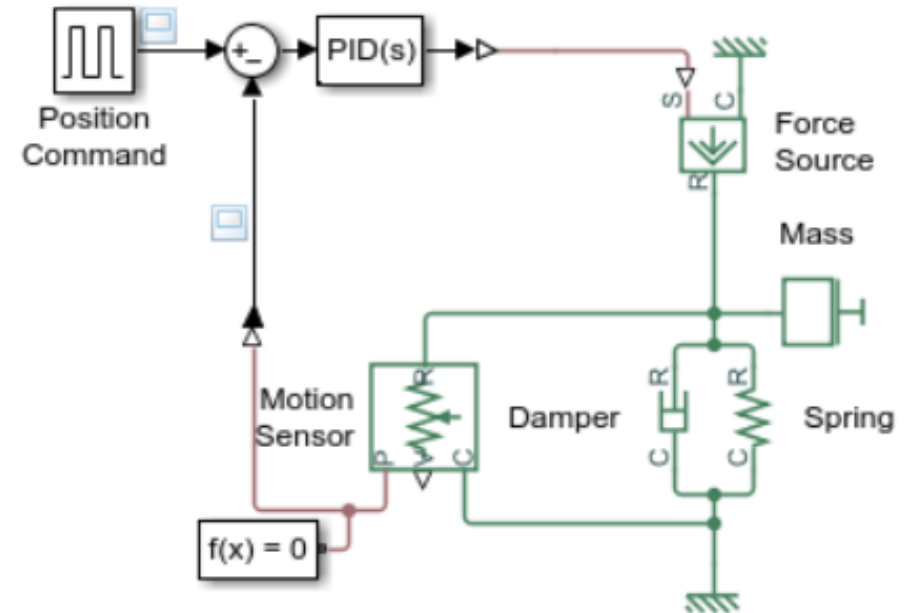 PID(s)
Position
Command
S
C
R
Force
Source
Mass
R
Motion
Sensor
P
V
C
Damper
R
C
R
C
Spring
f(x) = 0